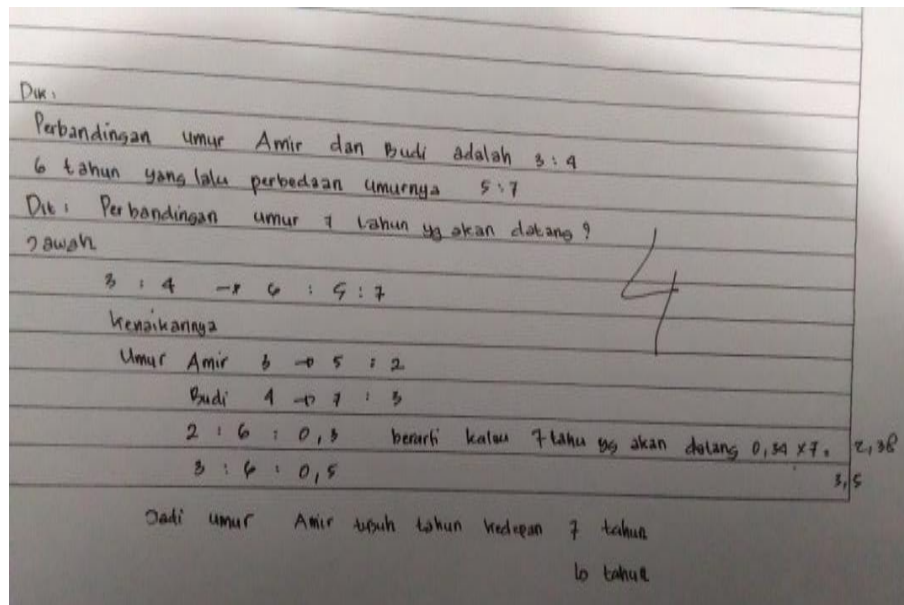 Dik:
Perbandingan umur Amir dan Budi adalah 3 : 4
6 tahun yang lalu perbedaan umurnya 5:7
Dit : Perbandingan umur 7 tahun yg akan datang ?
Jawab
4
3 : 4 → 6 : 5 : 7
Kenaikannya
Umur Amir 3 → 5 : 2
Budi 4 → 7 : 3
2 : 6 : 0,3 berarti kalau 7 tahu yg akan datang 0,34 x 7 = 2,38
3 : 6 : 0,5 3,5
Jadi umur Amir tujuh tahun kedepan 7 tahun
10 tahun